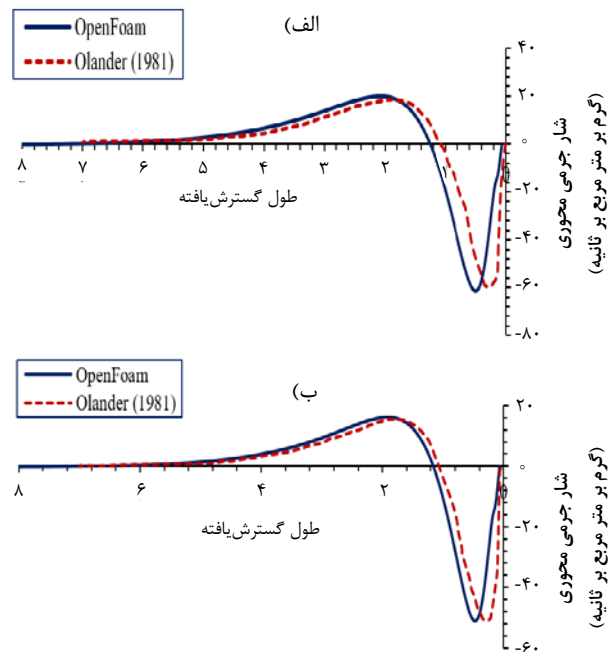 OpenFoam
Olander (1981)
الف)
۴۰
۲۰
۰
-۲۰
-۴۰
-۶۰
-۸۰
۸ ۷ ۶ ۵ ۴ ۳ ۲ ۱ ۰
طول گسترش‌یافته
شار جرمی محوری
(گرم بر متر مربع بر ثانیه)
OpenFoam
Olander (1981)
ب)
۲۰
۰
-۲۰
-۴۰
-۶۰
۸ ۶ ۴ ۲ ۰
طول گسترش‌یافته
شار جرمی محوری
(گرم بر متر مربع بر ثانیه)